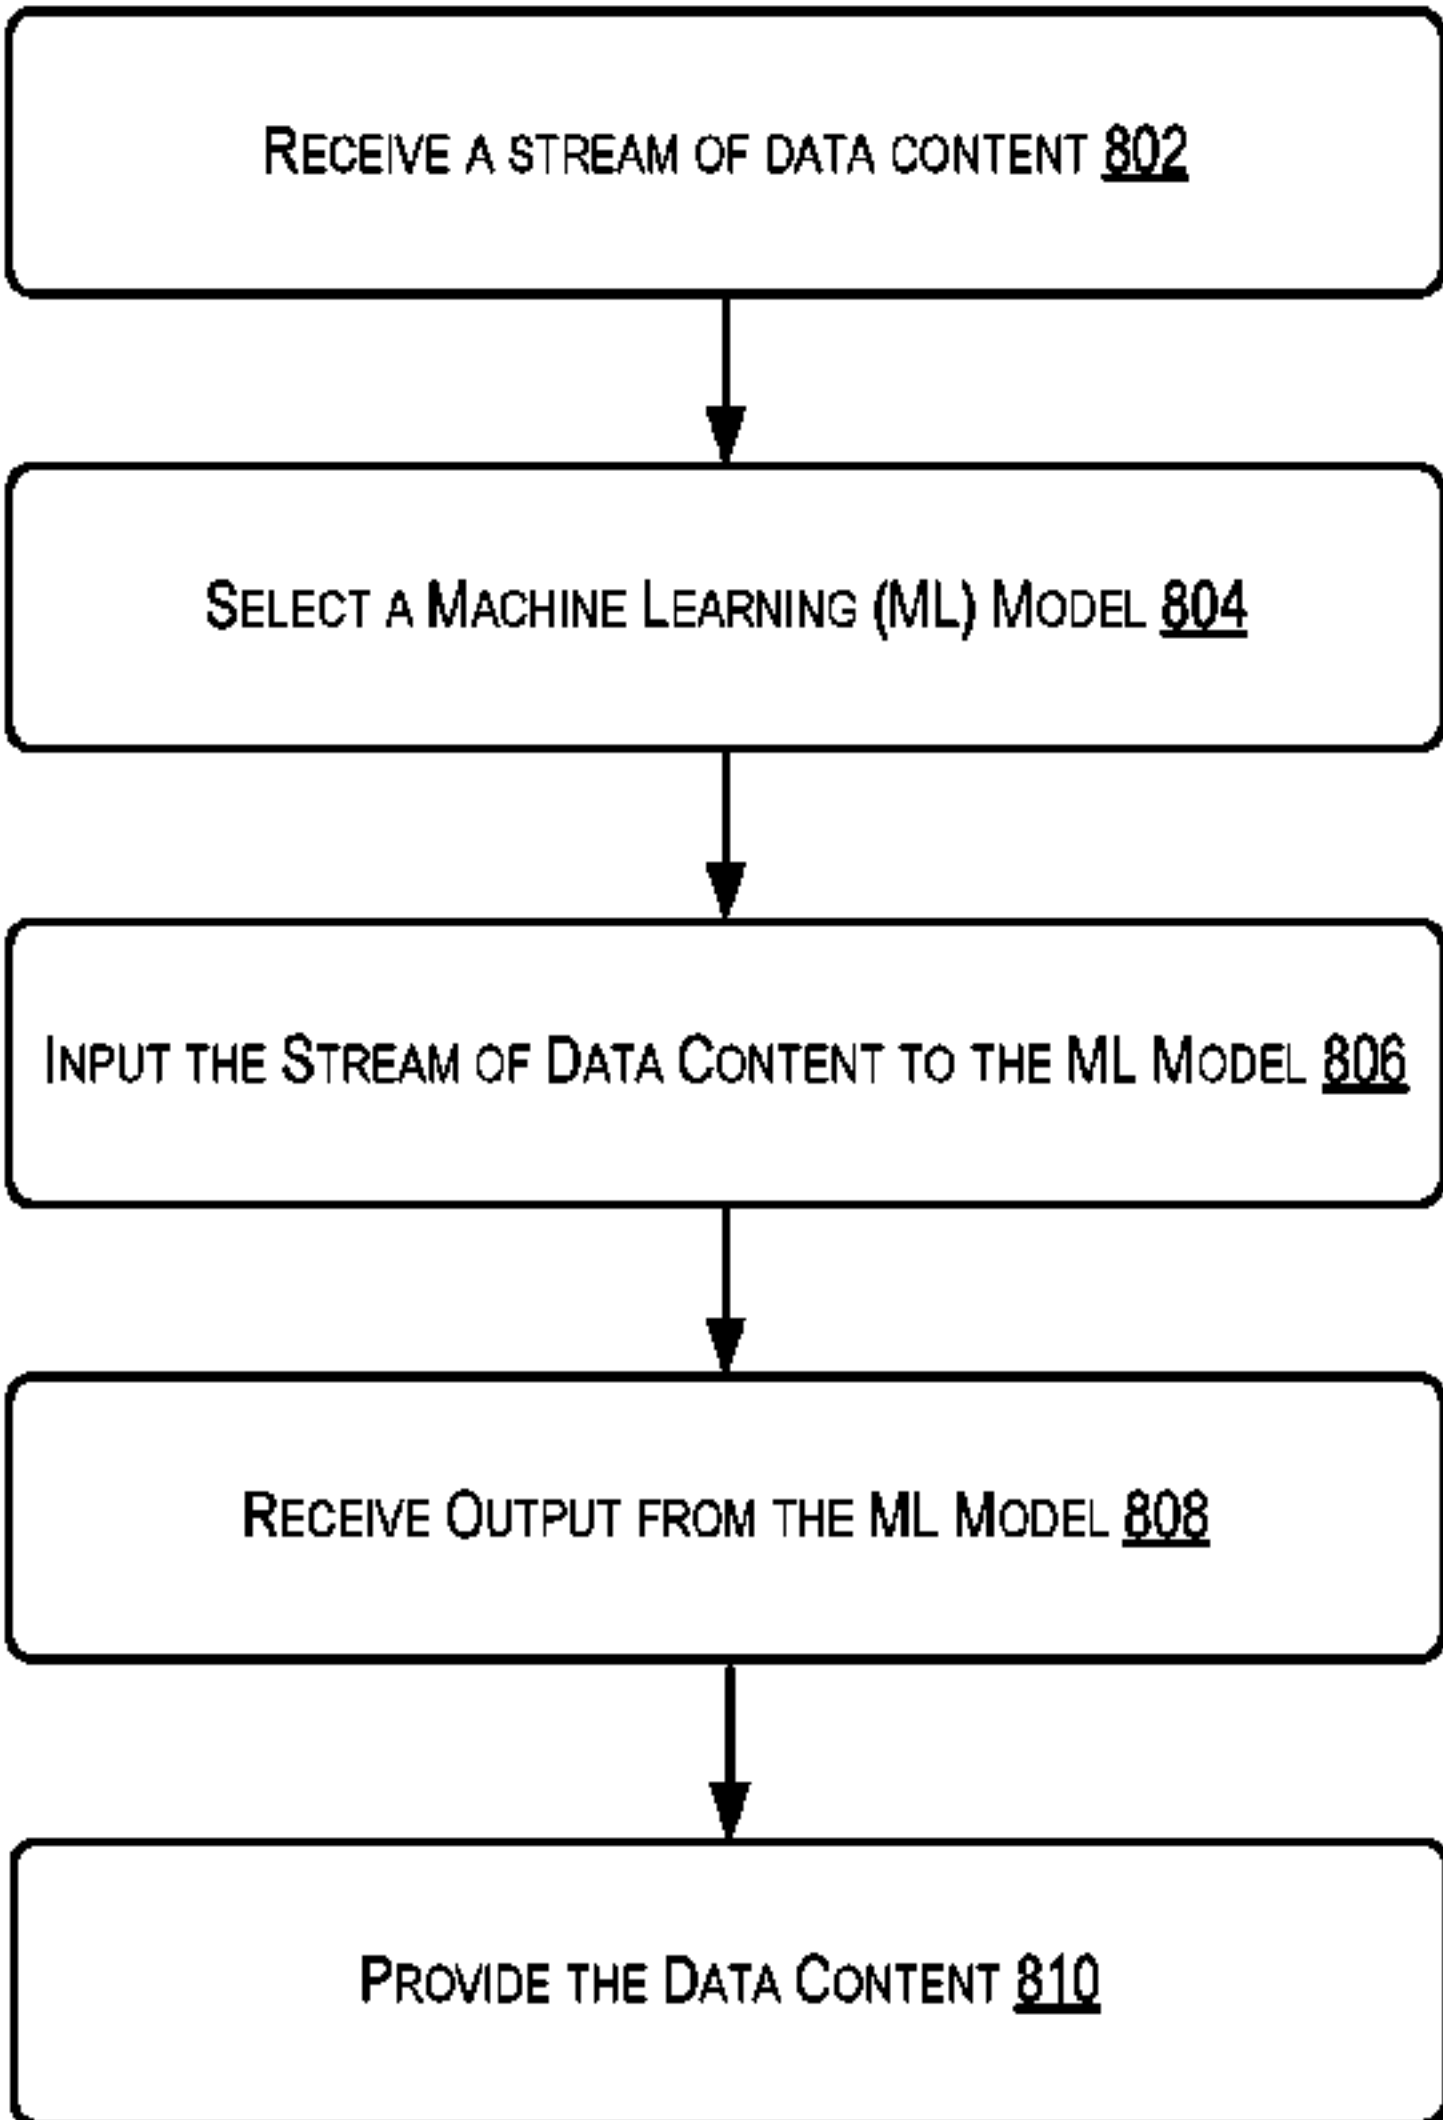 RECEIVE A STREAM OF DATA CONTENT 802
SELECT A MACHINE LEARNING (ML) MODEL 804
INPUT THE STREAM OF DATA CONTENT TO THE ML MODEL 806
RECEIVE OUTPUT FROM THE ML MODEL 808
PROVIDE THE DATA CONTENT 810